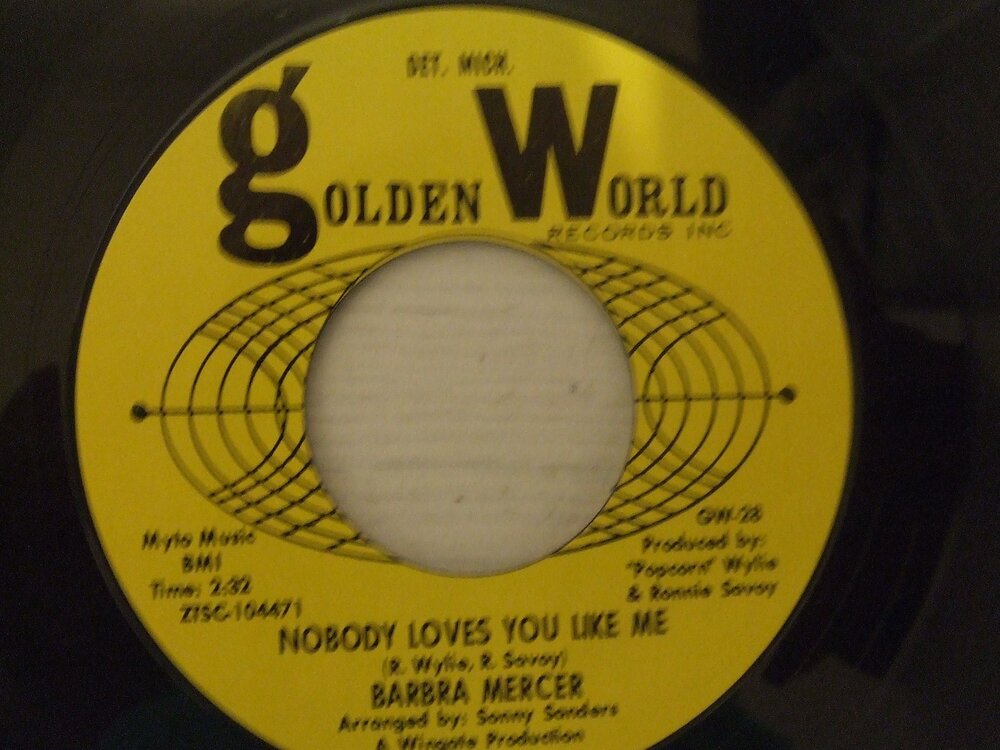 DET. MICH.
Golden World
RECORDS INC
Myto Music
BMI
Time: 2:32
ZTSC-104471
GW-28
Produced by:
"Popcorn" Wylie
& Ronnie Savoy
NOBODY LOVES YOU LIKE ME
(R. Wylie, R. Savoy)
BARBRA MERCER
Arranged by: Sonny Sanders
A Wingate Production